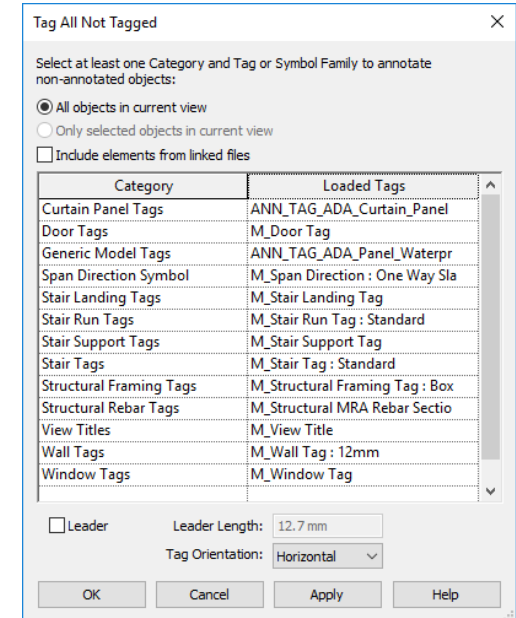 Tag All Not Tagged
Select at least one Category and Tag or Symbol Family to annotate
non-annotated objects:
All objects in current view
Only selected objects in current view
Include elements from linked files
Category Loaded Tags
Curtain Panel Tags ANN_TAG_ADA_Curtain_Panel
Door Tags M_Door Tag
Generic Model Tags ANN_TAG_ADA_Panel_Waterpr
Span Direction Symbol M_Span Direction : One Way Sla
Stair Landing Tags M_Stair Landing Tag
Stair Run Tags M_Stair Run Tag : Standard
Stair Support Tags M_Stair Support Tag
Stair Tags M_Stair Tag : Standard
Structural Framing Tags M_Structural Framing Tag : Box
Structural Rebar Tags M_Structural MRA Rebar Sectio
View Titles M_View Title
Wall Tags M_Wall Tag : 12mm
Window Tags M_Window Tag
Leader Leader Length: 12.7 mm
Tag Orientation: Horizontal
OK Cancel Apply Help